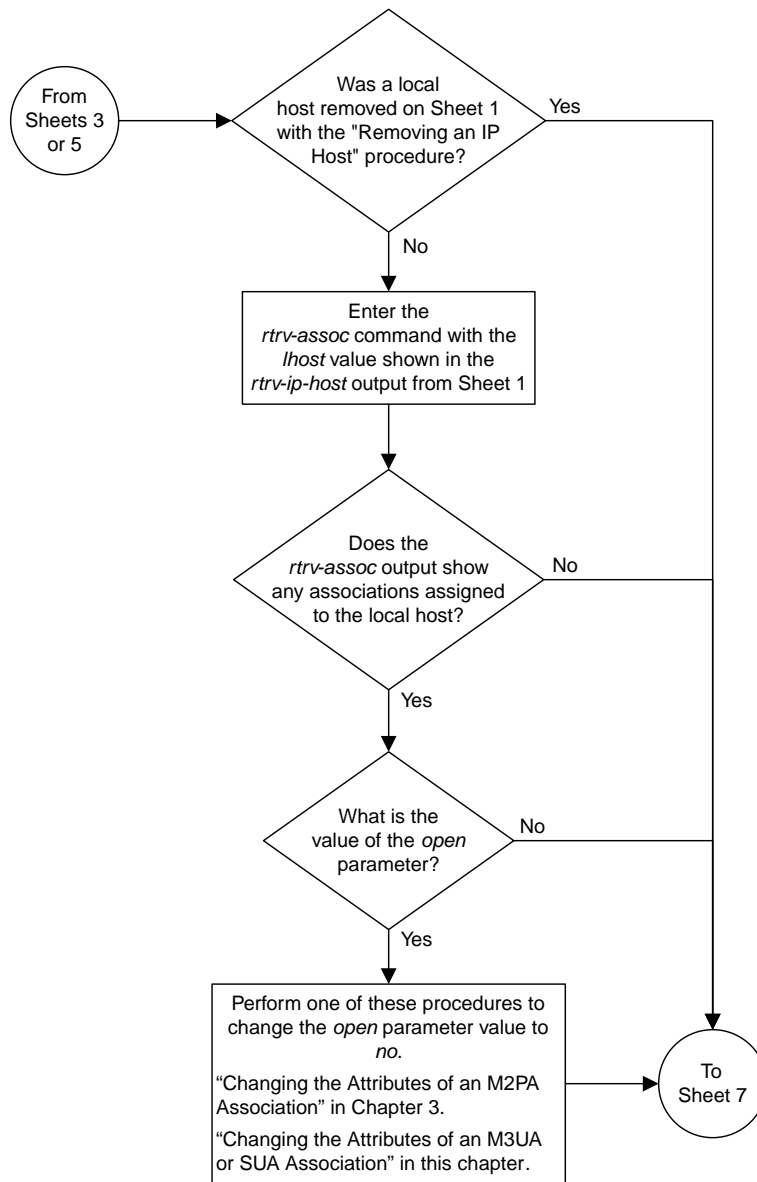 From
Sheets 3
or 5
Was a local
host removed on Sheet 1
with the "Removing an IP
Host" procedure?
Yes
No
Enter the
rtrv-assoc command with the
lhost value shown in the
rtrv-ip-host output from Sheet 1
Does the
rtrv-assoc output show
any associations assigned
to the local host?
No
Yes
What is the
value of the open
parameter?
No
Yes
Perform one of these procedures to
change the open parameter value to
no.
“Changing the Attributes of an M2PA
Association” in Chapter 3.
“Changing the Attributes of an M3UA
or SUA Association” in this chapter.
To
Sheet 7